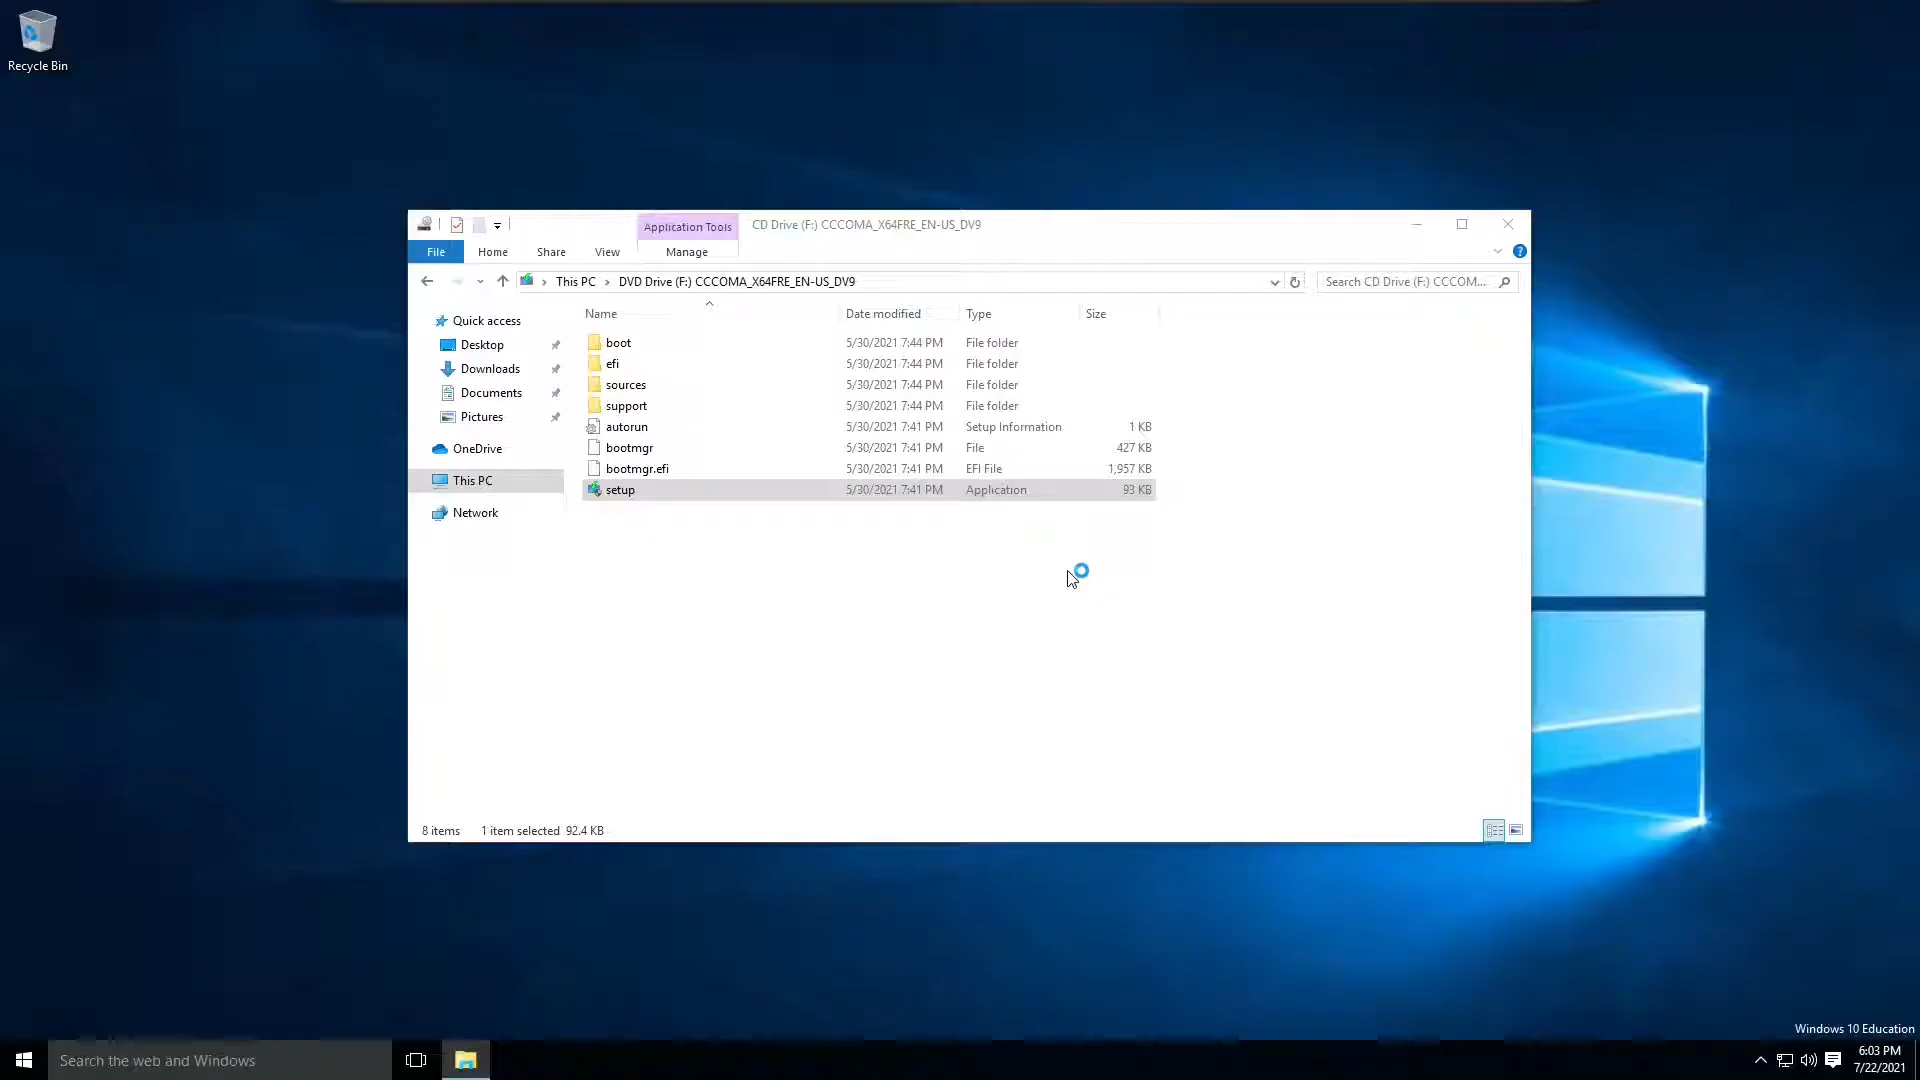 Recycle Bin
Application Tools
CD Drive (F:) CCCOMA_X64FRE_EN-US_DV9
File
Home
Share
View
Manage
This PC
DVD Drive (F:) CCCOMA_X64FRE_EN-US_DV9
Search CD Drive (F:) CCCOM...
Name
Date modified
Type
Size
Quick access
Desktop
Downloads
Documents
Pictures
OneDrive
This PC
Network
boot 5/30/2021 7:44 PM File folder
efi 5/30/2021 7:44 PM File folder
sources 5/30/2021 7:44 PM File folder
support 5/30/2021 7:44 PM File folder
autorun 5/30/2021 7:41 PM Setup Information 1 KB
bootmgr 5/30/2021 7:41 PM File 427 KB
bootmgr.efi 5/30/2021 7:41 PM EFI File 1,957 KB
setup 5/30/2021 7:41 PM Application 93 KB
8 items 1 item selected 92.4 KB
Windows 10 Education
Search the web and Windows
6:03 PM
7/22/2021